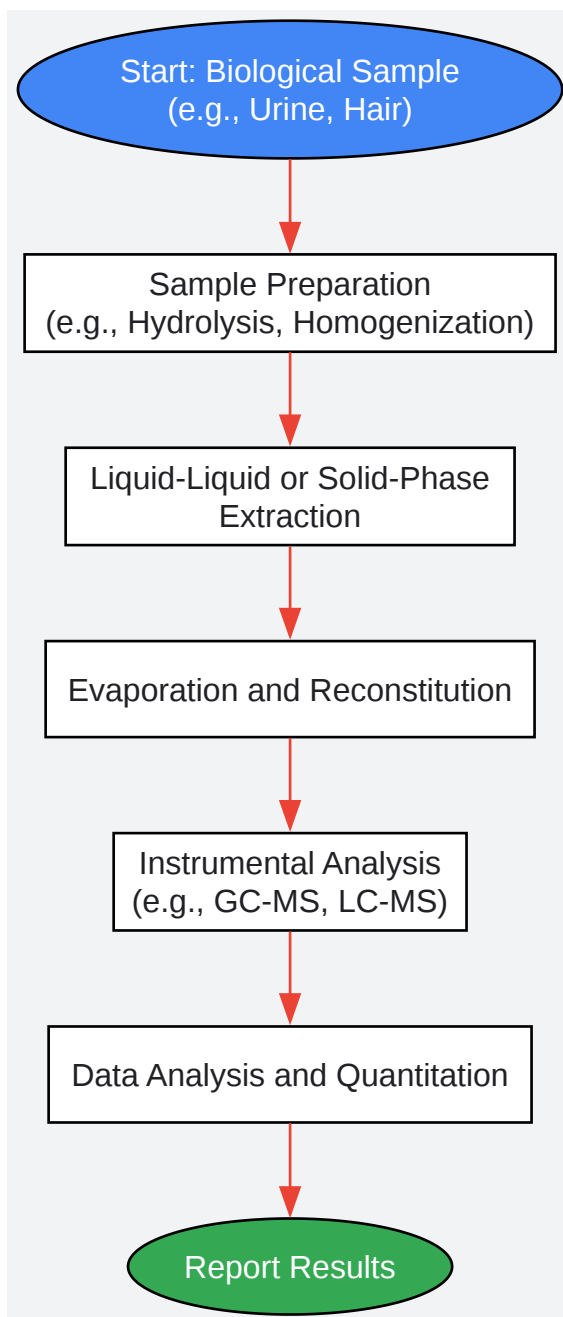 Start: Biological Sample
(e.g., Urine, Hair)
Sample Preparation
(e.g., Hydrolysis, Homogenization)
Liquid-Liquid or Solid-Phase
Extraction
Evaporation and Reconstitution
Instrumental Analysis
(e.g., GC-MS, LC-MS)
Data Analysis and Quantitation
Report Results